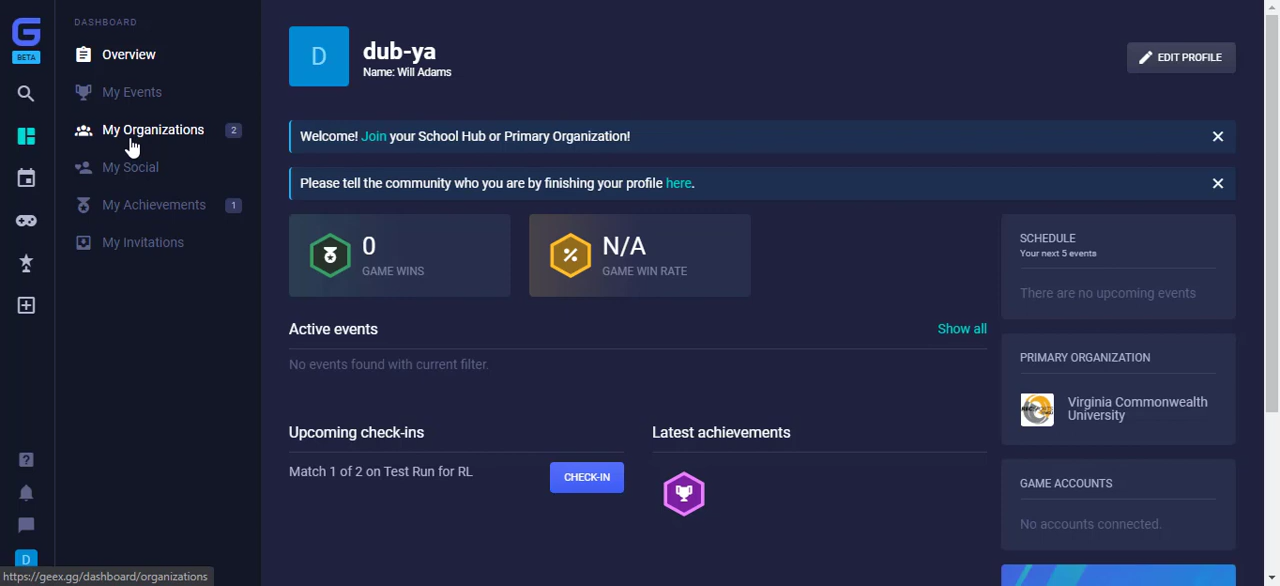 BETA
DASHBOARD
Overview
My Events
My Organizations 2
My Social
My Achievements 1
My Invitations
?
D
https://geex.gg/dashboard/organizations
D
dub-ya
Name: Will Adams
EDIT PROFILE
Welcome! Join your School Hub or Primary Organization!
Please tell the community who you are by finishing your profile here.
0
GAME WINS
%
N/A
GAME WIN RATE
Active events
Show all
No events found with current filter.
Upcoming check-ins
Match 1 of 2 on Test Run for RL
CHECK-IN
Latest achievements
SCHEDULE
Your next 5 events
There are no upcoming events
PRIMARY ORGANIZATION
Virginia Commonwealth
University
GAME ACCOUNTS
No accounts connected.